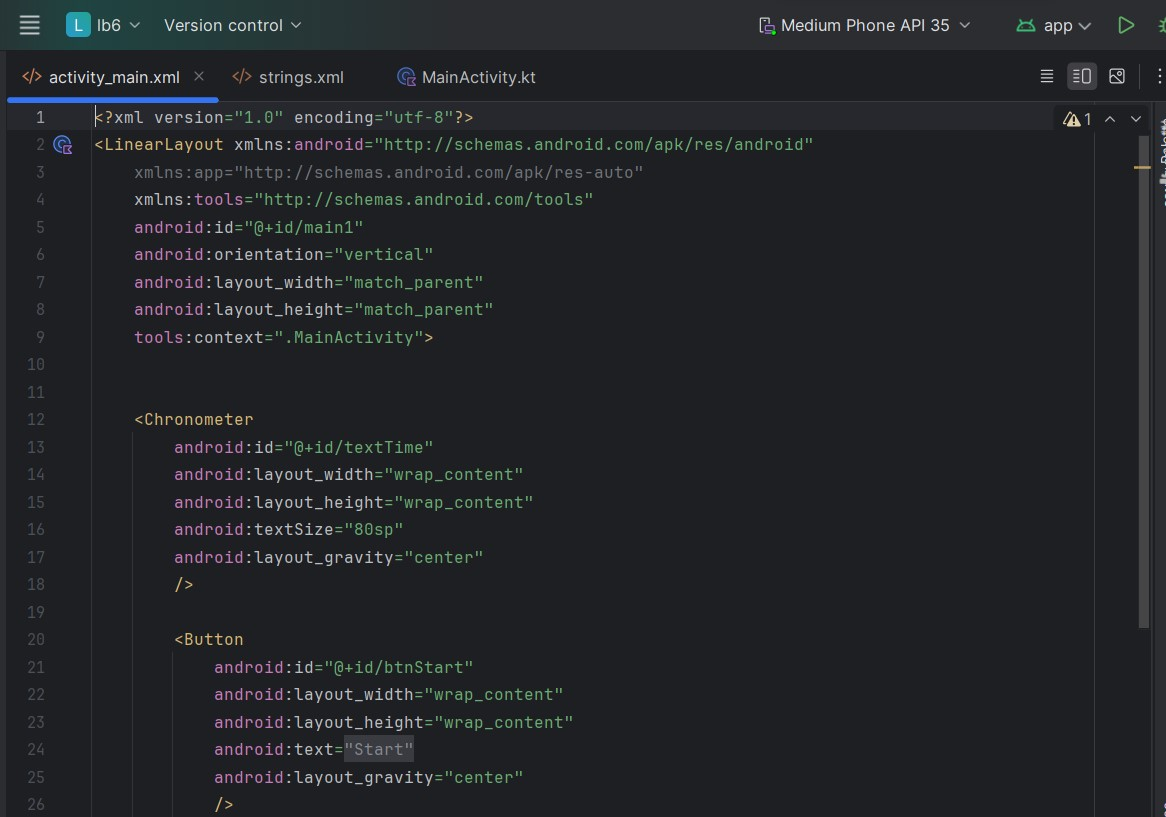 L lb6 Version control Medium Phone API 35 app
activity_main.xml strings.xml MainActivity.kt
1 <?xml version="1.0" encoding="utf-8"?> 1
2 <LinearLayout xmlns:android="http://schemas.android.com/apk/res/android"
3 xmlns:app="http://schemas.android.com/apk/res-auto"
4 xmlns:tools="http://schemas.android.com/tools"
5 android:id="@+id/main1"
6 android:orientation="vertical"
7 android:layout_width="match_parent"
8 android:layout_height="match_parent"
9 tools:context=".MainActivity">
10
11
12 <Chronometer
13 android:id="@+id/textTime"
14 android:layout_width="wrap_content"
15 android:layout_height="wrap_content"
16 android:textSize="80sp"
17 android:layout_gravity="center"
18 />
19
20 <Button
21 android:id="@+id/btnStart"
22 android:layout_width="wrap_content"
23 android:layout_height="wrap_content"
24 android:text="Start"
25 android:layout_gravity="center"
26 />